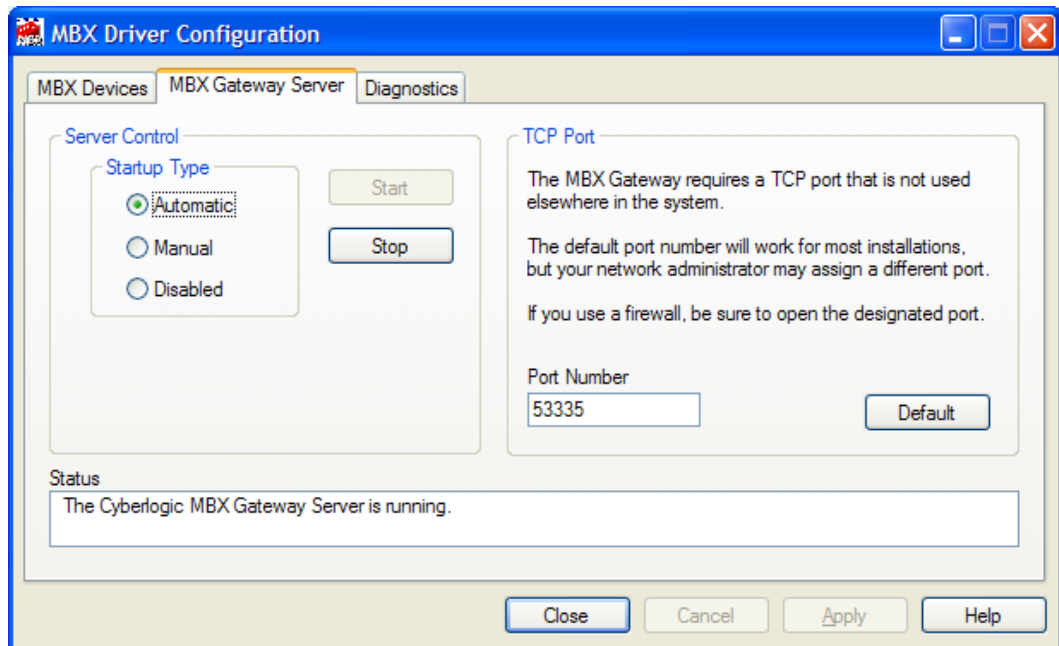 MBX Driver Configuration
MBX Devices
MBX Gateway Server
Diagnostics
Server Control
Startup Type
Automatic
Manual
Disabled
Start
Stop
TCP Port
The MBX Gateway requires a TCP port that is not used
elsewhere in the system.
The default port number will work for most installations,
but your network administrator may assign a different port.
If you use a firewall, be sure to open the designated port.
Port Number
53335
Default
Status
The Cyberlogic MBX Gateway Server is running.
Close
Cancel
Apply
Help